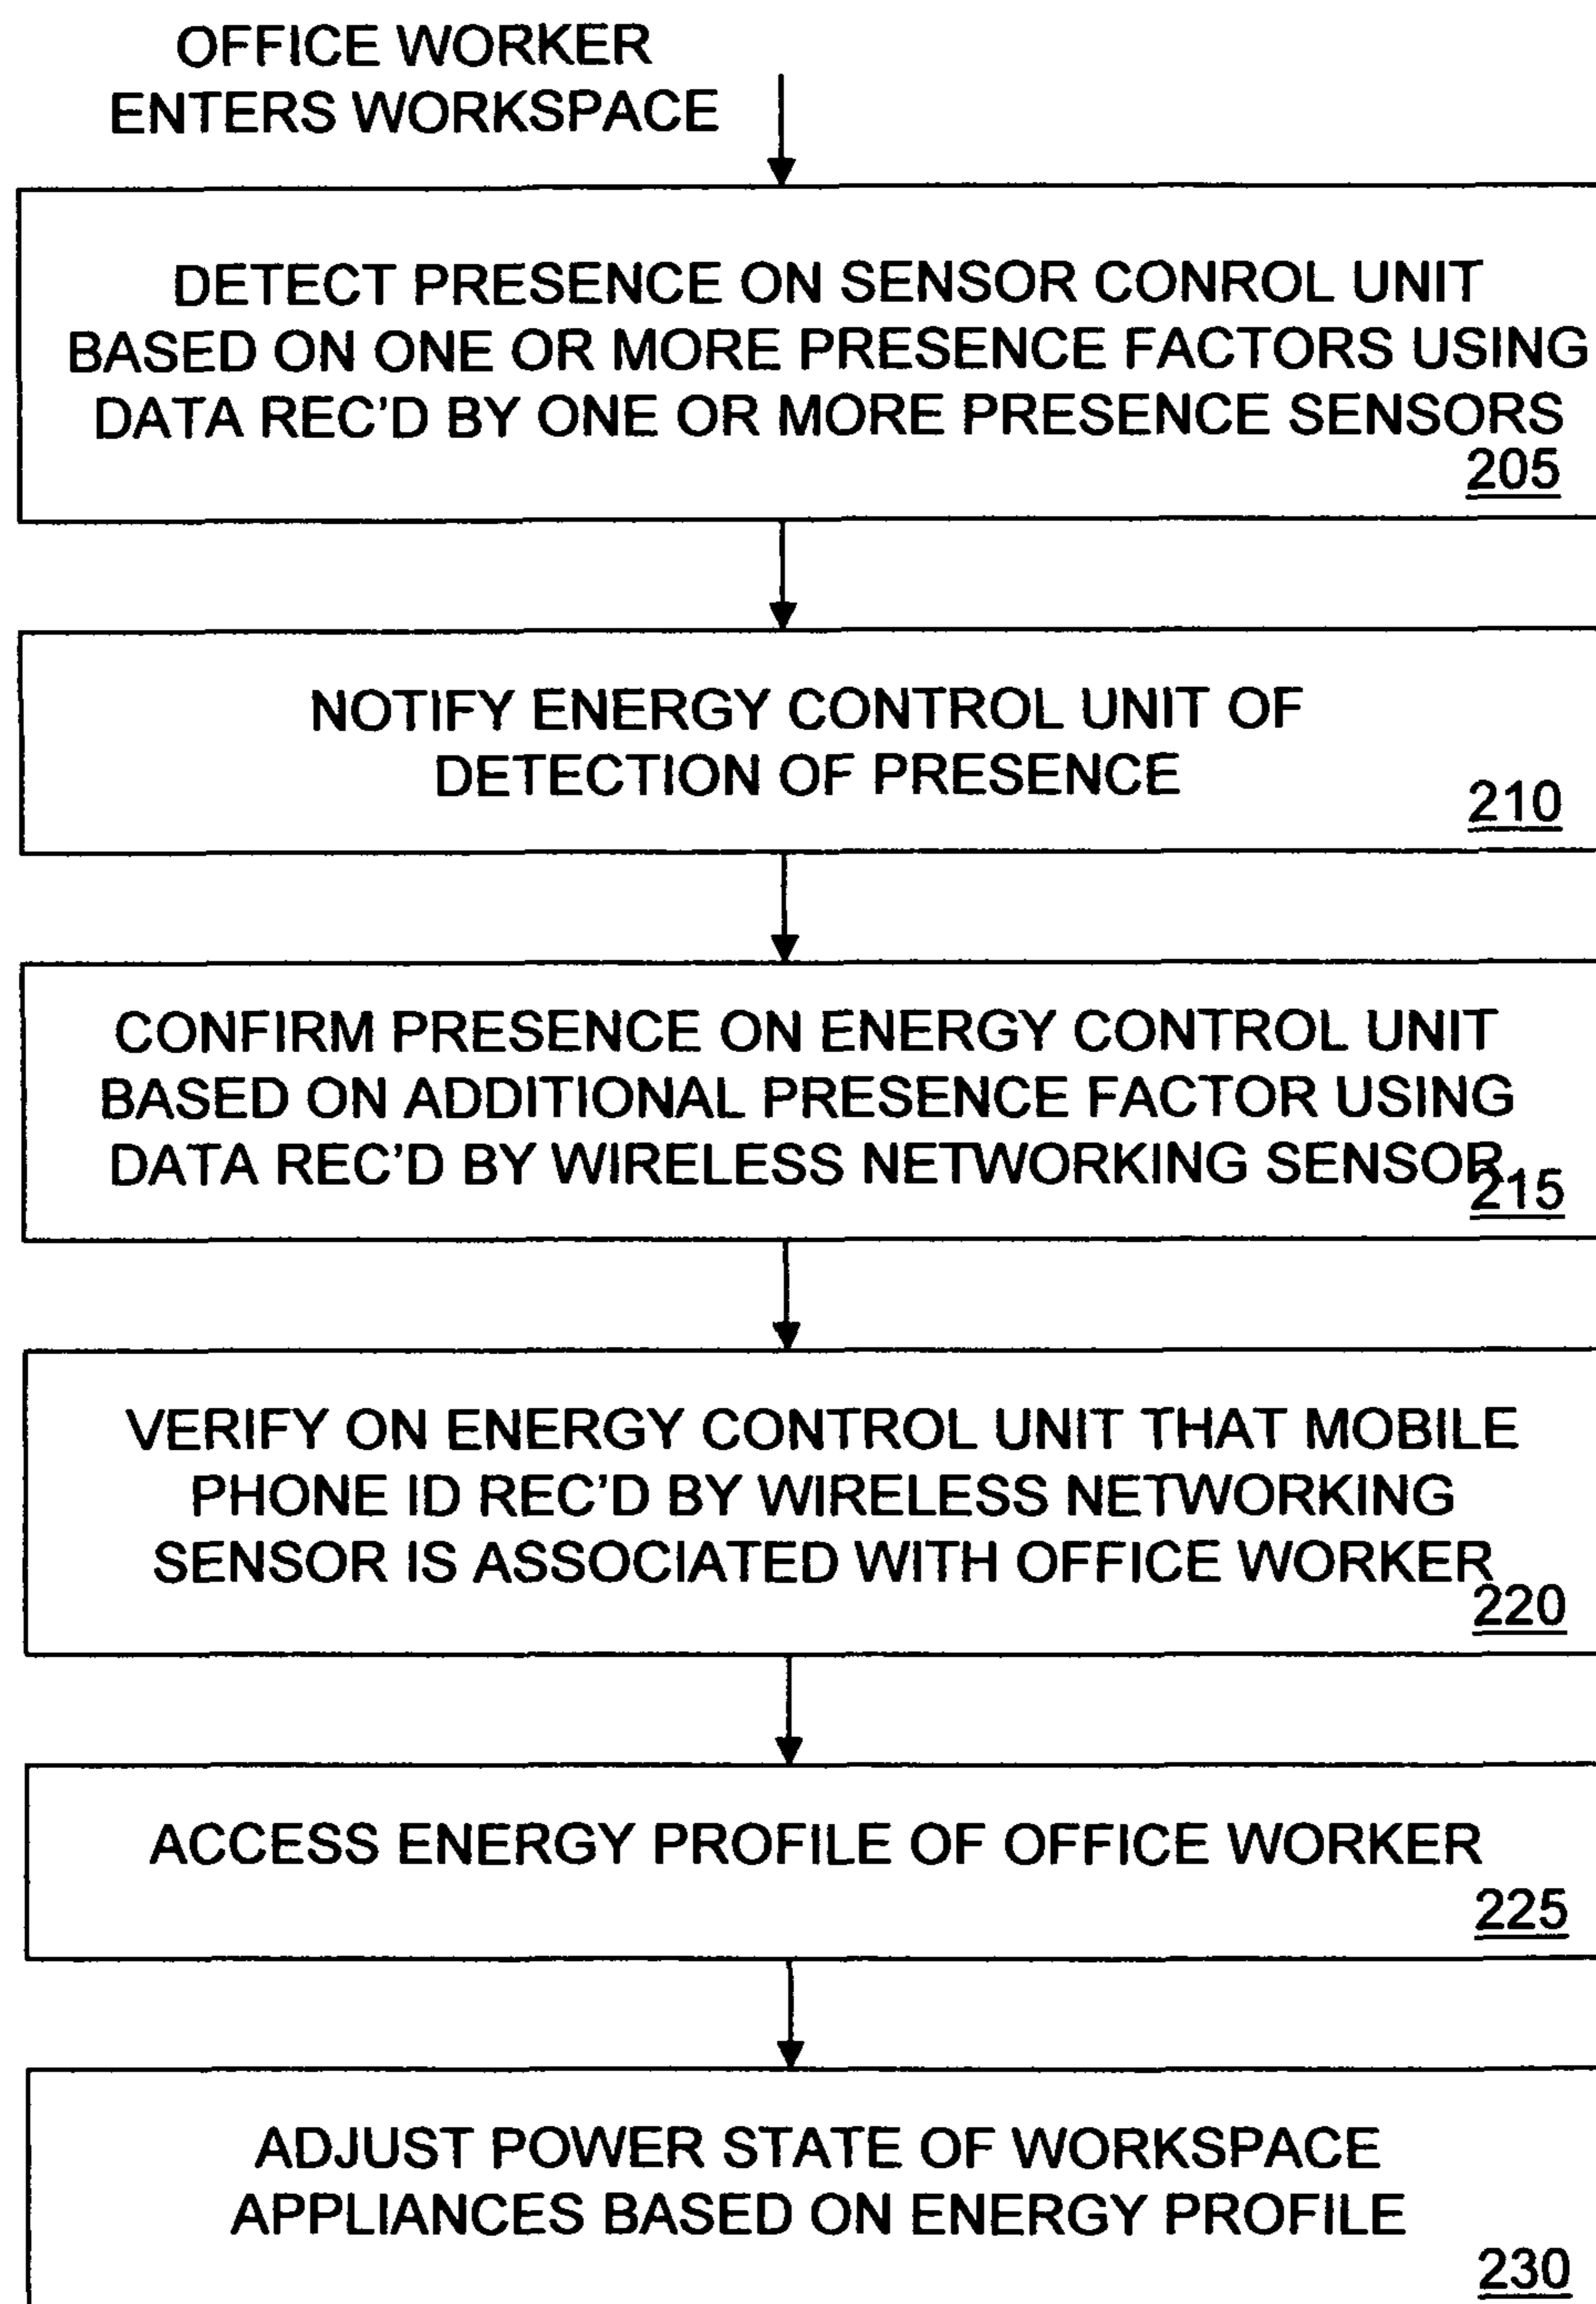 OFFICE WORKER
ENTERS WORKSPACE
DETECT PRESENCE ON SENSOR CONROL UNIT
BASED ON ONE OR MORE PRESENCE FACTORS USING
DATA REC'D BY ONE OR MORE PRESENCE SENSORS
205
NOTIFY ENERGY CONTROL UNIT OF
DETECTION OF PRESENCE
210
CONFIRM PRESENCE ON ENERGY CONTROL UNIT
BASED ON ADDITIONAL PRESENCE FACTOR USING
DATA REC'D BY WIRELESS NETWORKING SENSOR
215
VERIFY ON ENERGY CONTROL UNIT THAT MOBILE
PHONE ID REC'D BY WIRELESS NETWORKING
SENSOR IS ASSOCIATED WITH OFFICE WORKER
220
ACCESS ENERGY PROFILE OF OFFICE WORKER
225
ADJUST POWER STATE OF WORKSPACE
APPLIANCES BASED ON ENERGY PROFILE
230